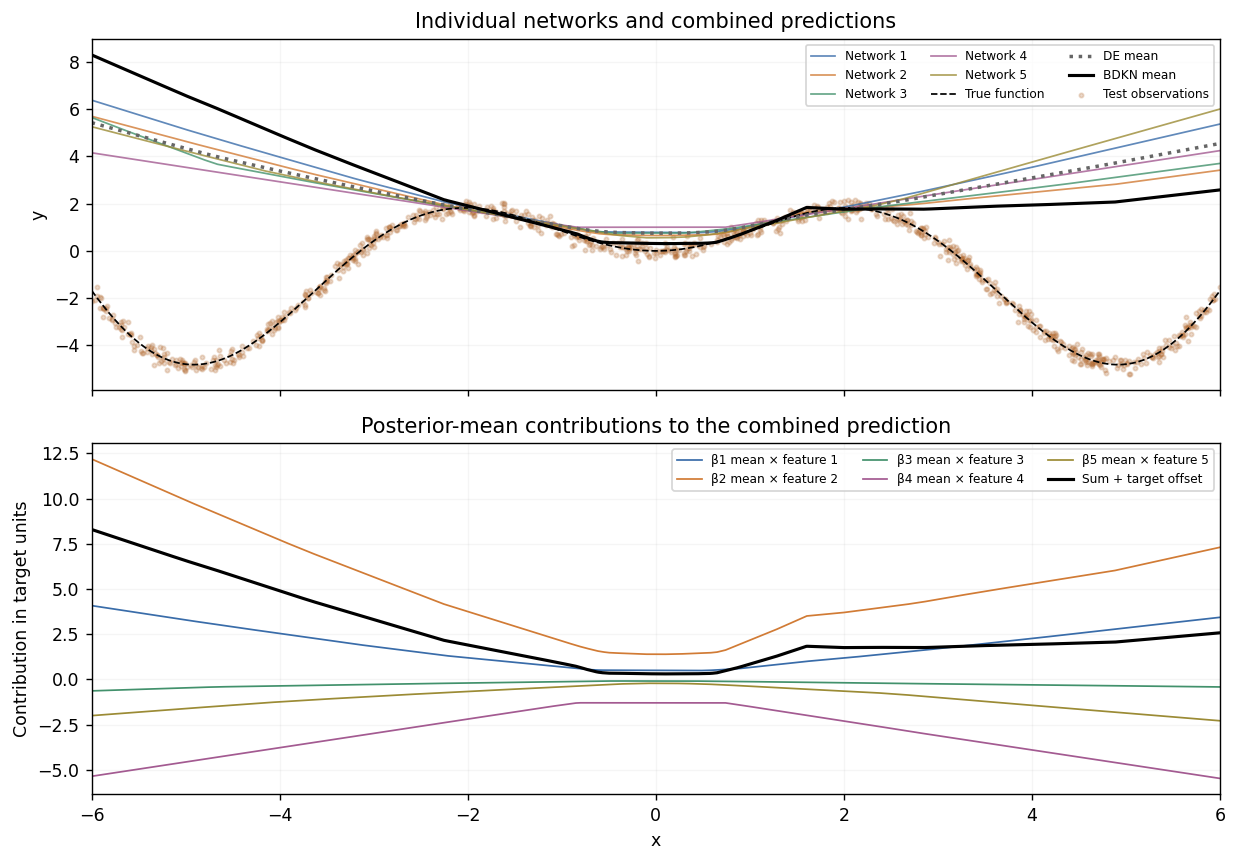 Individual networks and combined predictions
Network 1
Network 2
Network 3
Network 4
Network 5
True function
DE mean
BDKN mean
Test observations
y
8
6
4
2
0
−2
−4
Posterior-mean contributions to the combined prediction
β1 mean × feature 1
β2 mean × feature 2
β3 mean × feature 3
β4 mean × feature 4
β5 mean × feature 5
Sum + target offset
Contribution in target units
12.5
10.0
7.5
5.0
2.5
0.0
−2.5
−5.0
−6
−4
−2
0
2
4
6
x